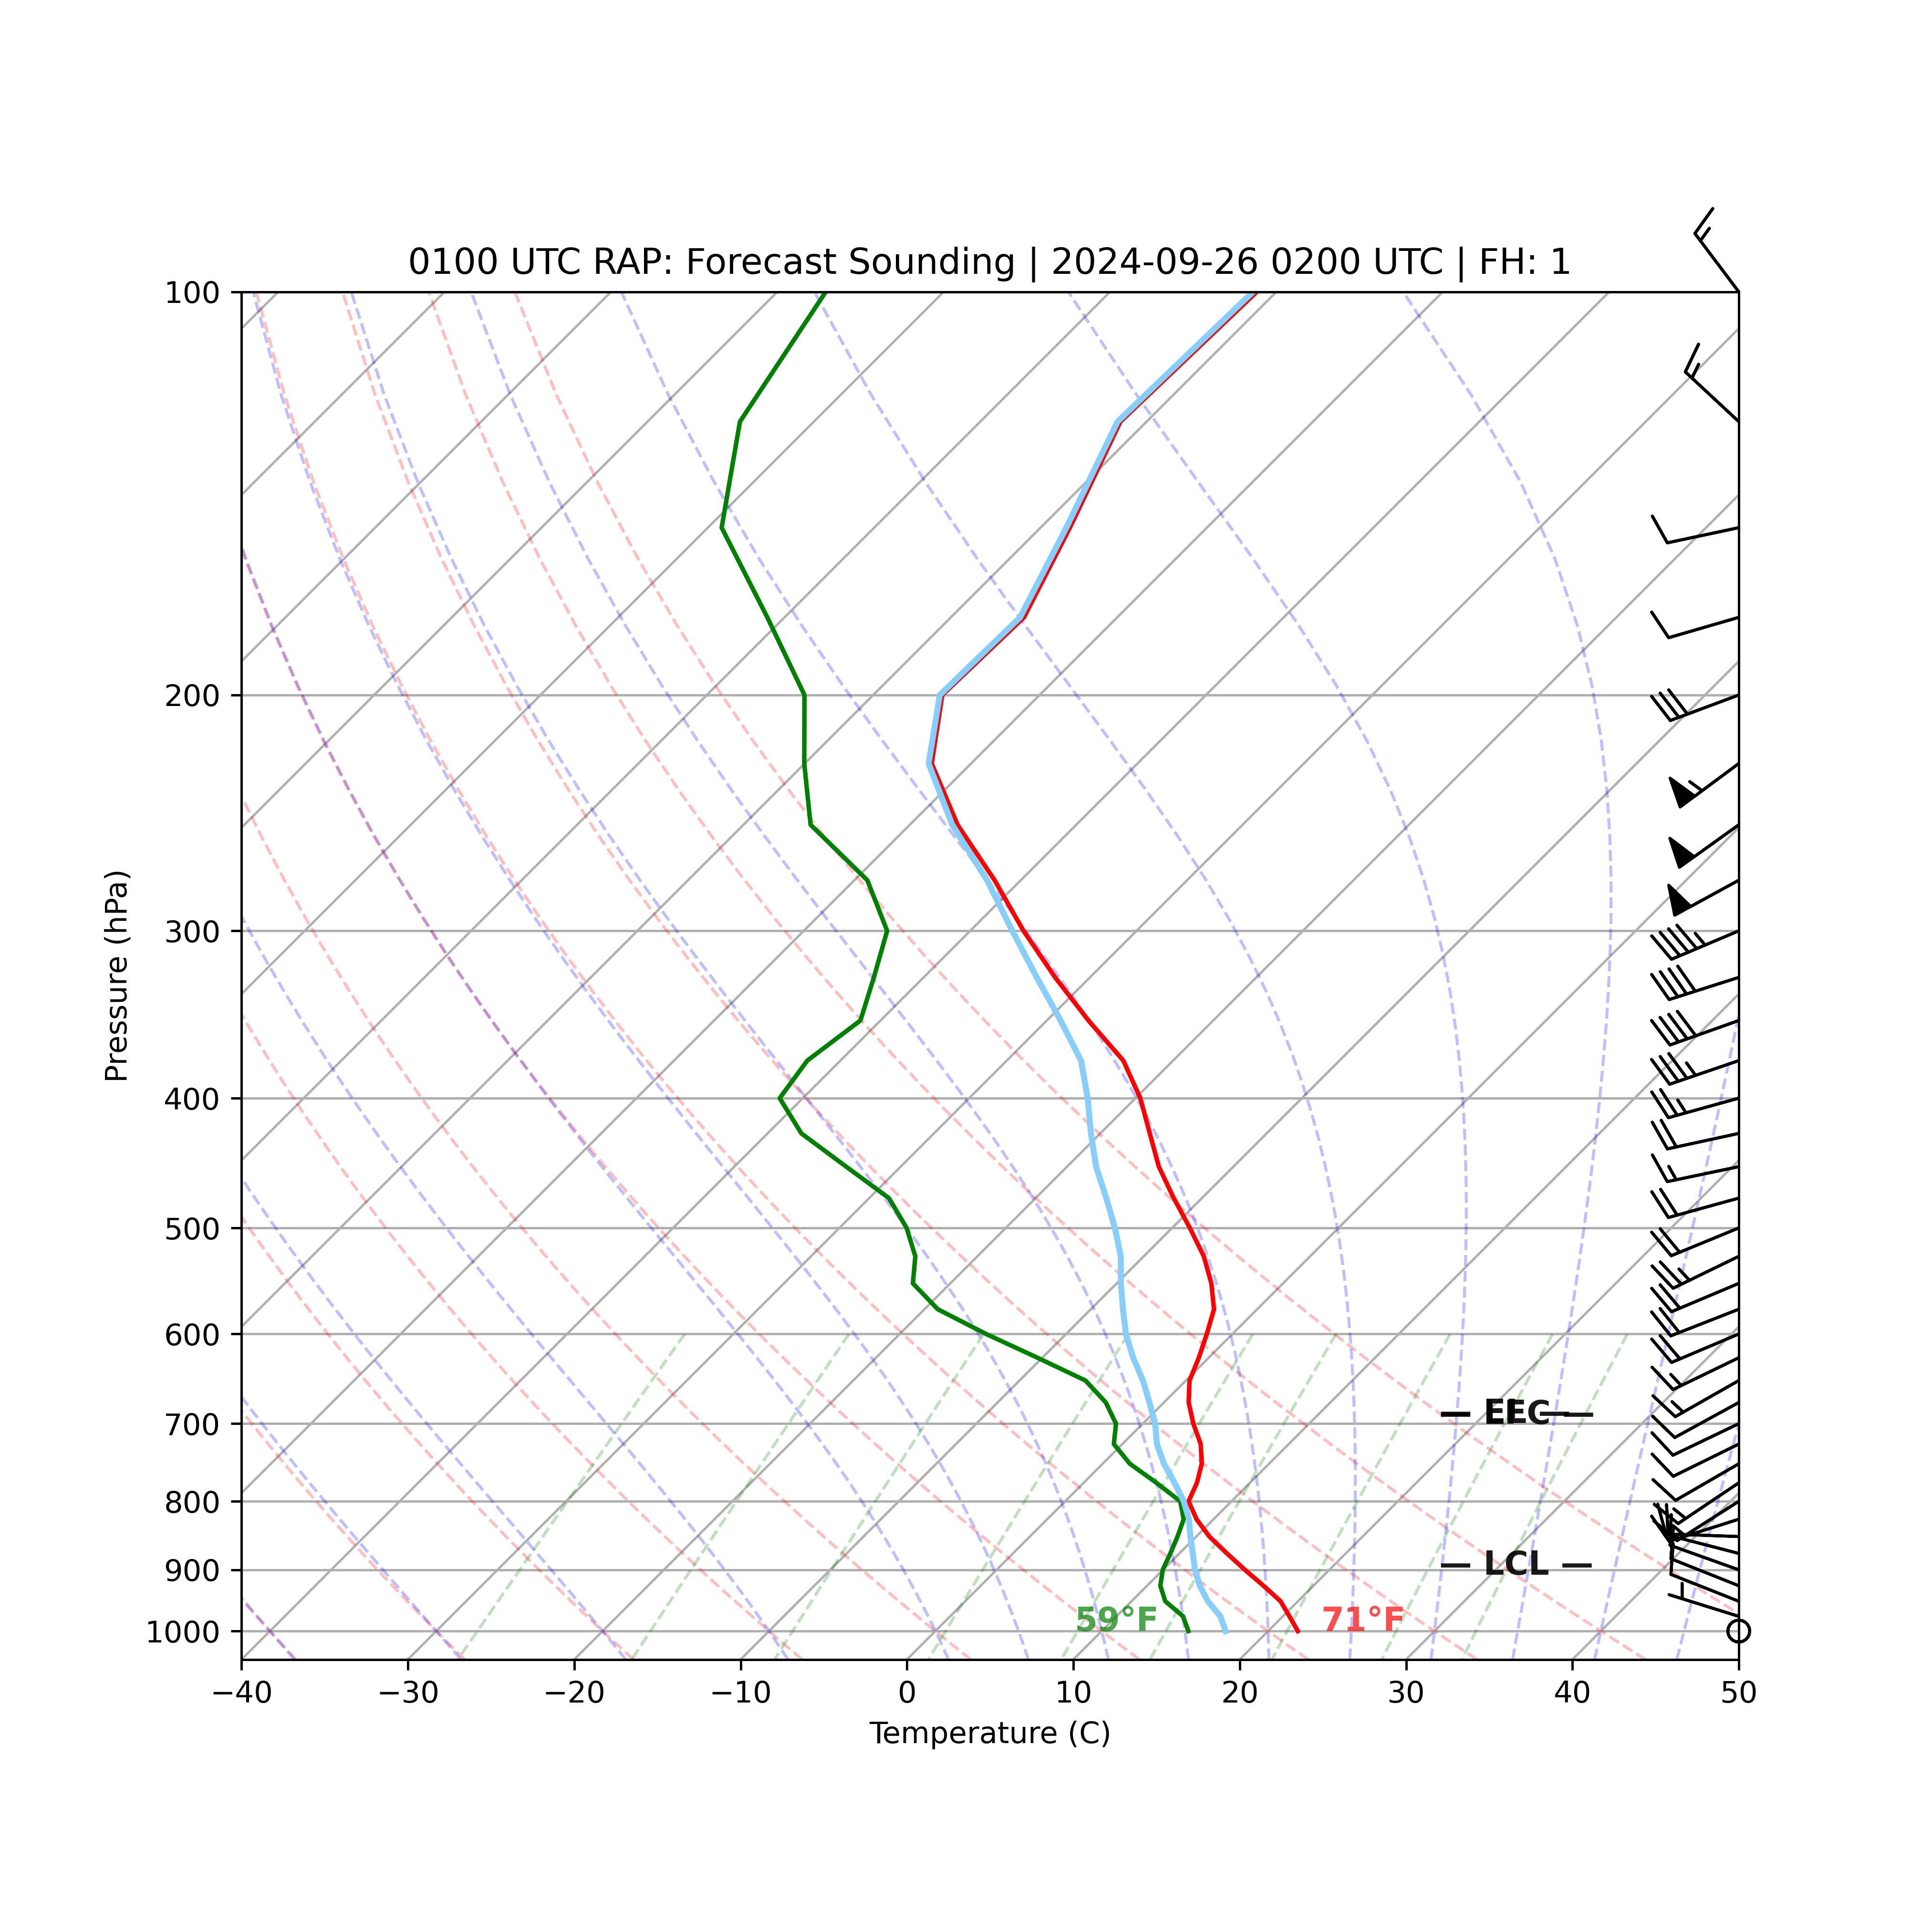 0100 UTC RAP: Forecast Sounding | 2024-09-26 0200 UTC | FH: 1
100
200
300
400
500
600
700
800
900
1000
Pressure (hPa)
— LCL —
59°F
71°F
−40 −30 −20 −10 0 10 20 30 40 50
Temperature (C)